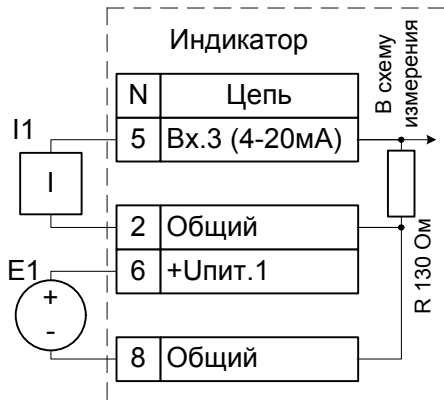 Индикатор
В схему
измерения
N Цепь
I1
5 Вх.3 (4-20мА)
I
2 Общий
E1
6 +Uпит.1
+
-
R 130 Ом
8 Общий